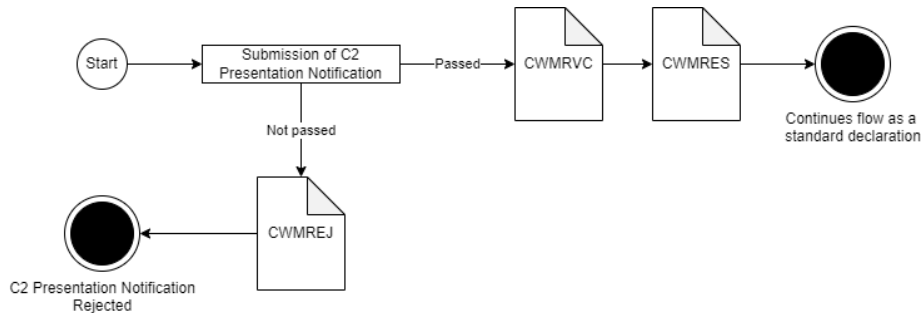 Start
Submission of C2
Presentation Notification
Passed
CWMRVC
CWMRES
Continues flow as a
standard declaration
Not passed
CWMREJ
C2 Presentation Notification
Rejected